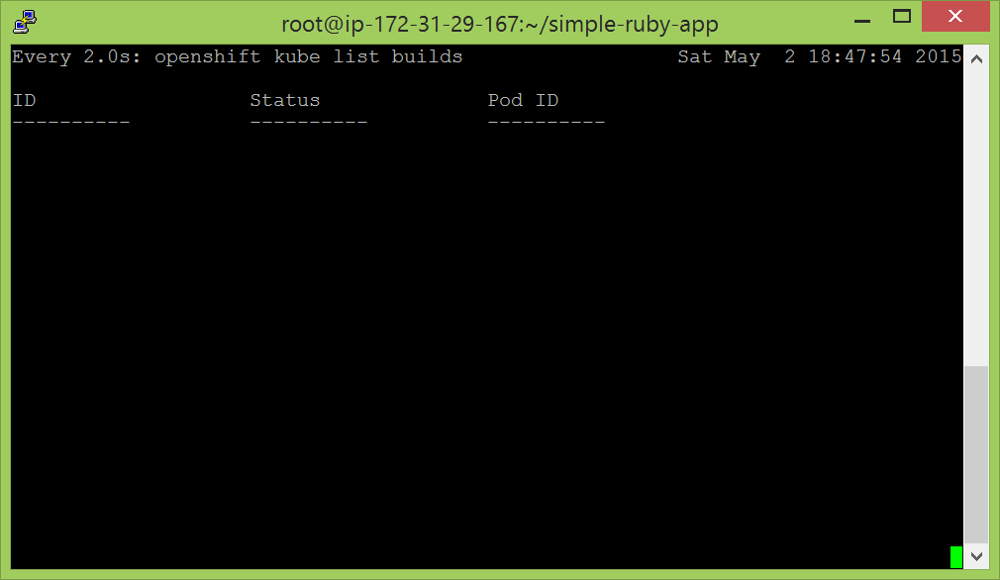 root@ip-172-31-29-167:~/simple-ruby-app
Every 2.0s: openshift kube list builds Sat May  2 18:47:54 2015
ID Status Pod ID
---------- ---------- ----------